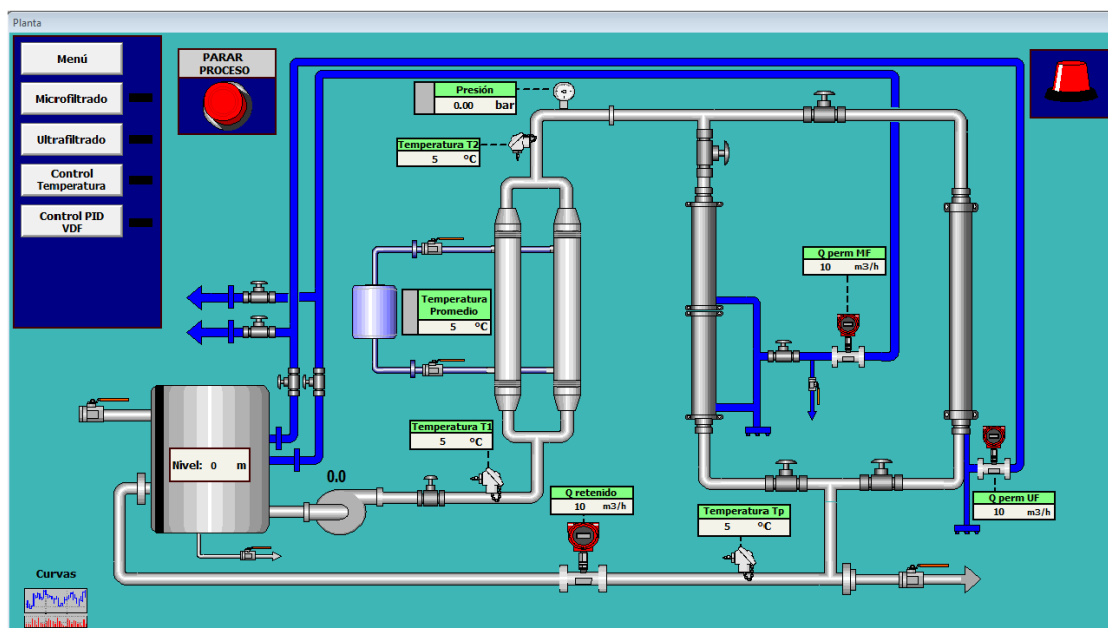 Planta
Menú
Microfiltrado
Ultrafiltrado
Control
Temperatura
Control PID
VDF
PARAR
PROCESO
Presión
0.00 bar
Temperatura T2
5 °C
Q perm MF
10 m3/h
Temperatura
Promedio
5 °C
Temperatura T1
5 °C
Nivel: 0 m
0.0
Q retenido
10 m3/h
Temperatura Tp
5 °C
Q perm UF
10 m3/h
Curvas